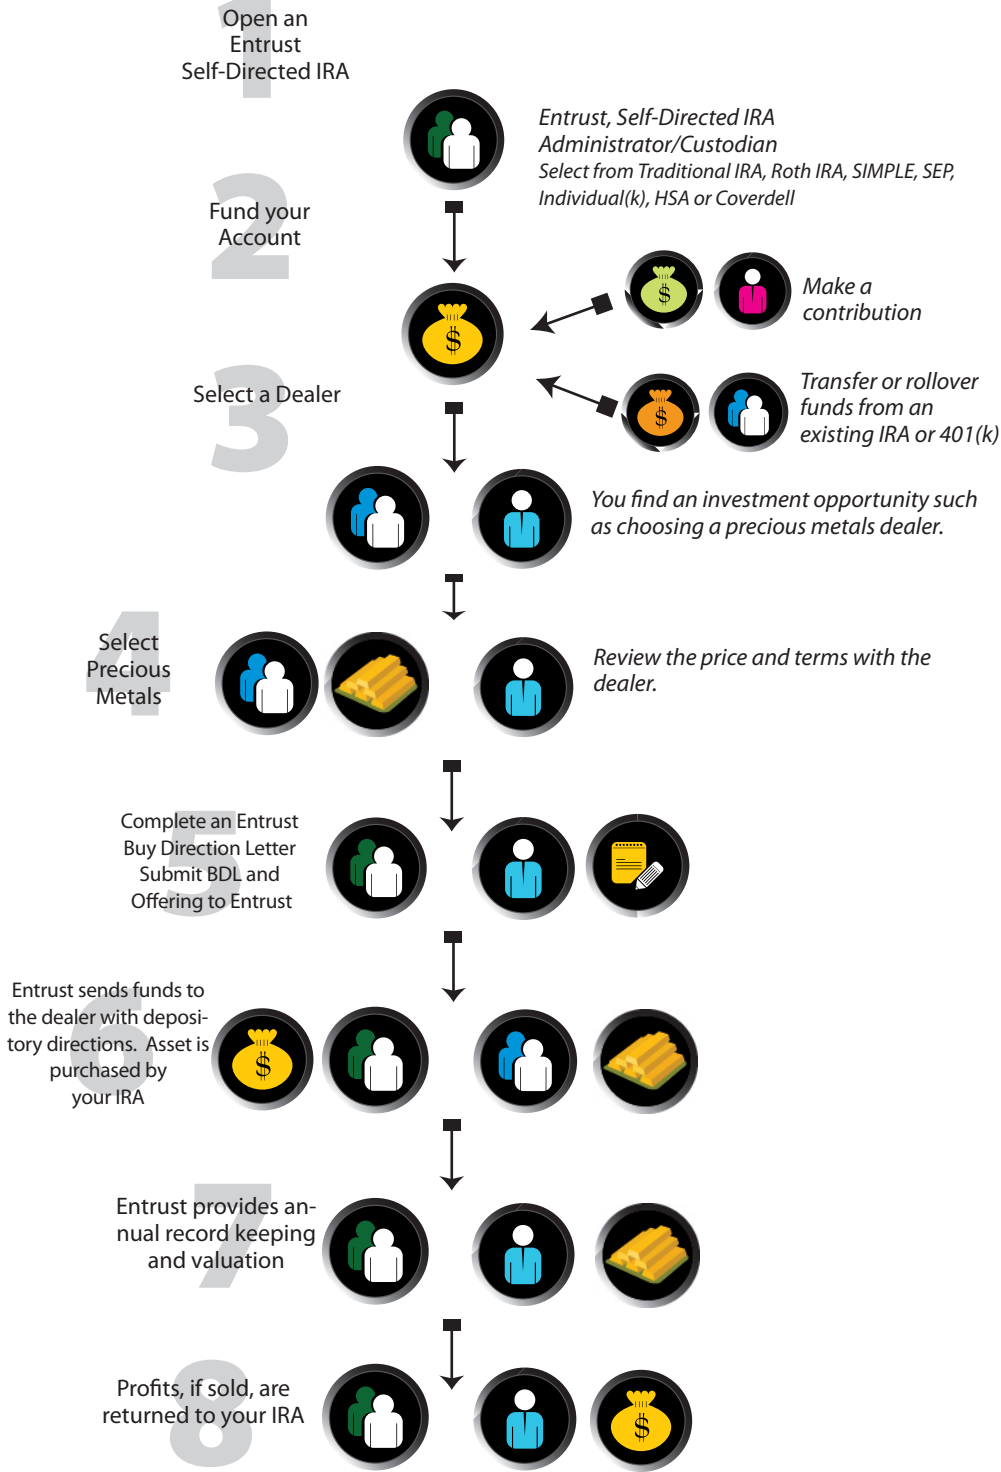 1
Open an
Entrust
Self-Directed IRA
Entrust, Self-Directed IRA
Administrator/Custodian
Select from Traditional IRA, Roth IRA, SIMPLE, SEP,
Individual(k), HSA or Coverdell
2
Fund your
Account
$
$
Make a
contribution
$
Transfer or rollover
funds from an
existing IRA or 401(k)
3
Select a Dealer
You find an investment opportunity such
as choosing a precious metals dealer.
4
Select
Precious
Metals
Review the price and terms with the
dealer.
5
Complete an Entrust
Buy Direction Letter
Submit BDL and
Offering to Entrust
6
Entrust sends funds to
the dealer with deposi-
tory directions.  Asset is
purchased by
your IRA
$
7
Entrust provides an-
nual record keeping
and valuation
8
Profits, if sold, are
returned to your IRA
$